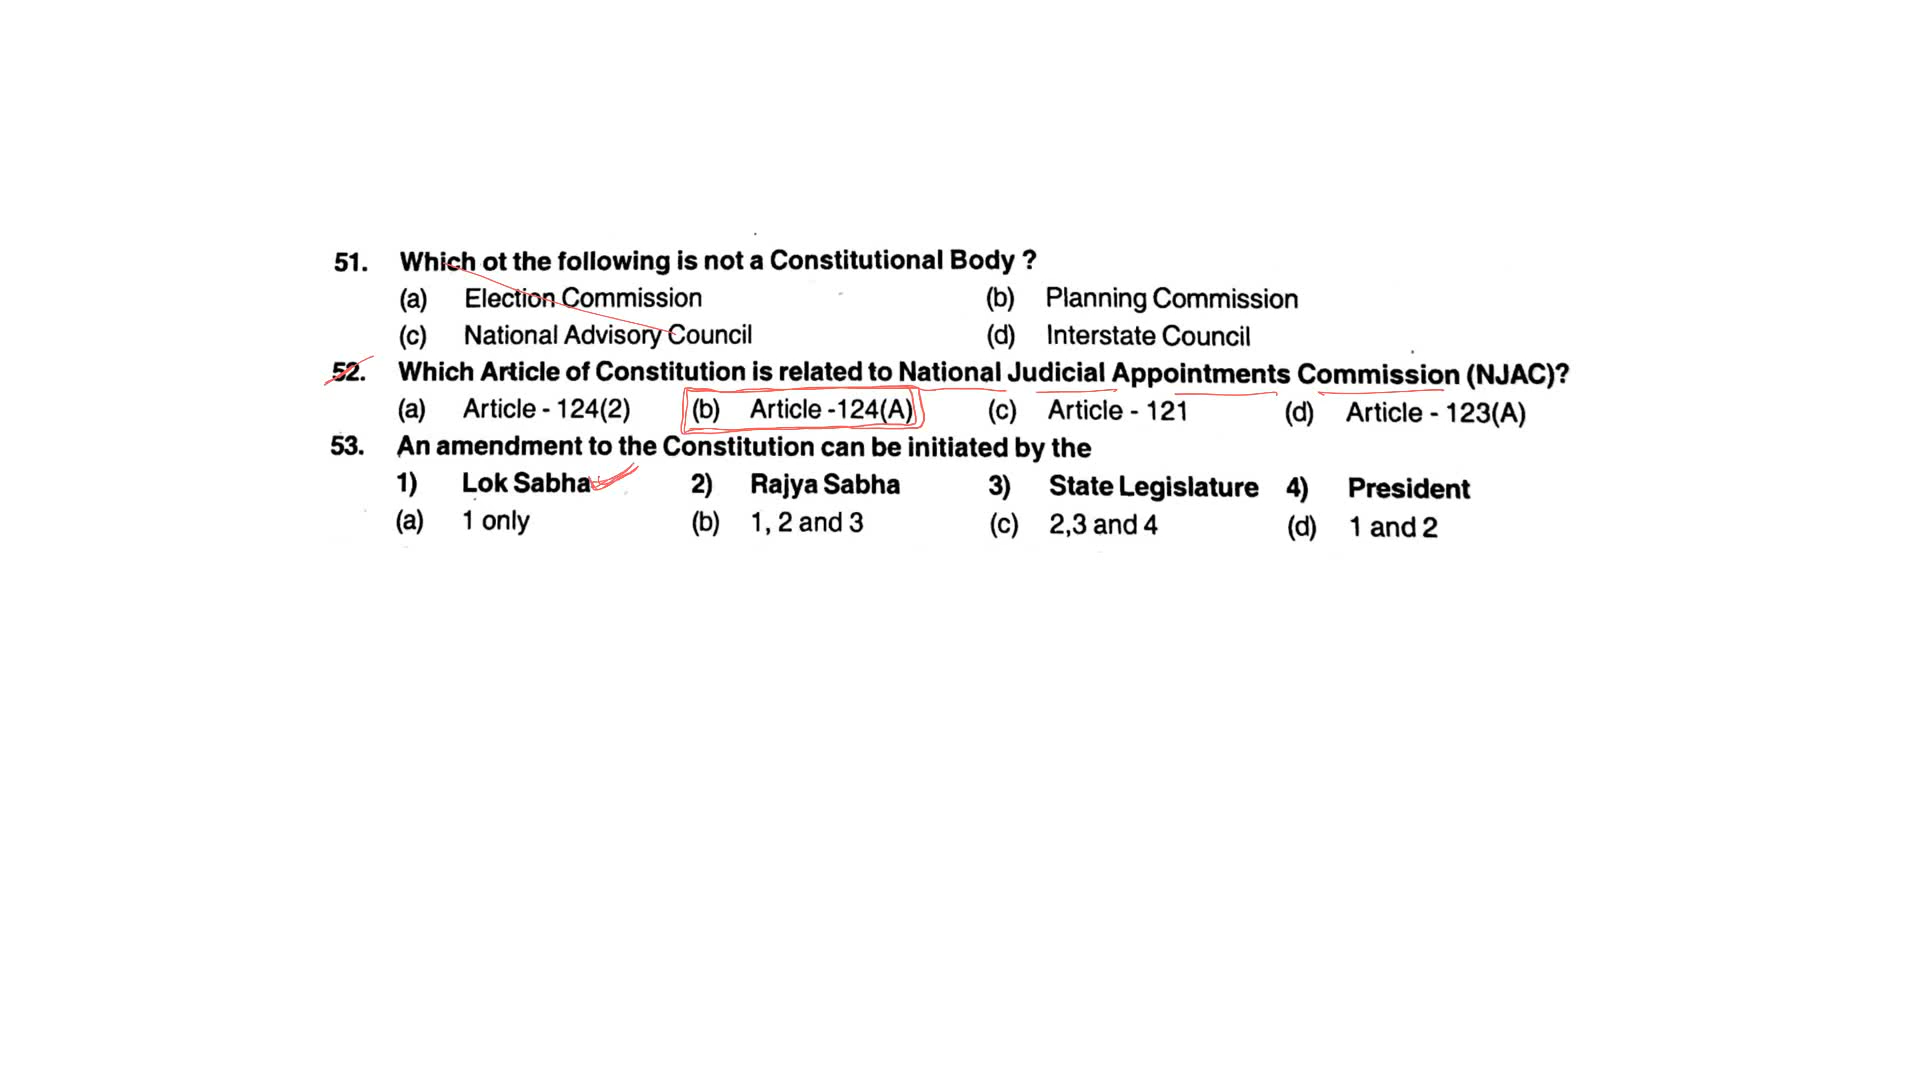 51. Which ot the following is not a Constitutional Body ?
(a) Election Commission (b) Planning Commission
(c) National Advisory Council (d) Interstate Council
52. Which Article of Constitution is related to National Judicial Appointments Commission (NJAC)?
(a) Article - 124(2) (b) Article -124(A) (c) Article - 121 (d) Article - 123(A)
53. An amendment to the Constitution can be initiated by the
1) Lok Sabha 2) Rajya Sabha 3) State Legislature 4) President
(a) 1 only (b) 1, 2 and 3 (c) 2,3 and 4 (d) 1 and 2